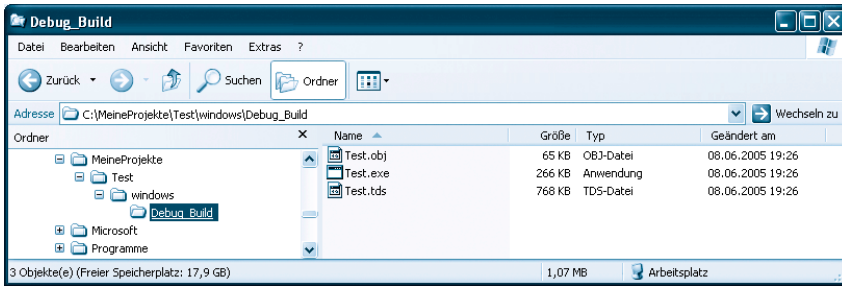 Debug_Build
Datei Bearbeiten Ansicht Favoriten Extras ?
Zurück Suchen Ordner
Adresse C:\MeineProjekte\Test\windows\Debug_Build Wechseln zu
Ordner x Name Größe Typ Geändert am
MeineProjekte Test.obj 65 KB OBJ-Datei 08.06.2005 19:26
Test Test.exe 266 KB Anwendung 08.06.2005 19:26
windows Test.tds 768 KB TDS-Datei 08.06.2005 19:26
Debug_Build
Microsoft
Programme
3 Objekte(e) (Freier Speicherplatz: 17,9 GB) 1,07 MB Arbeitsplatz